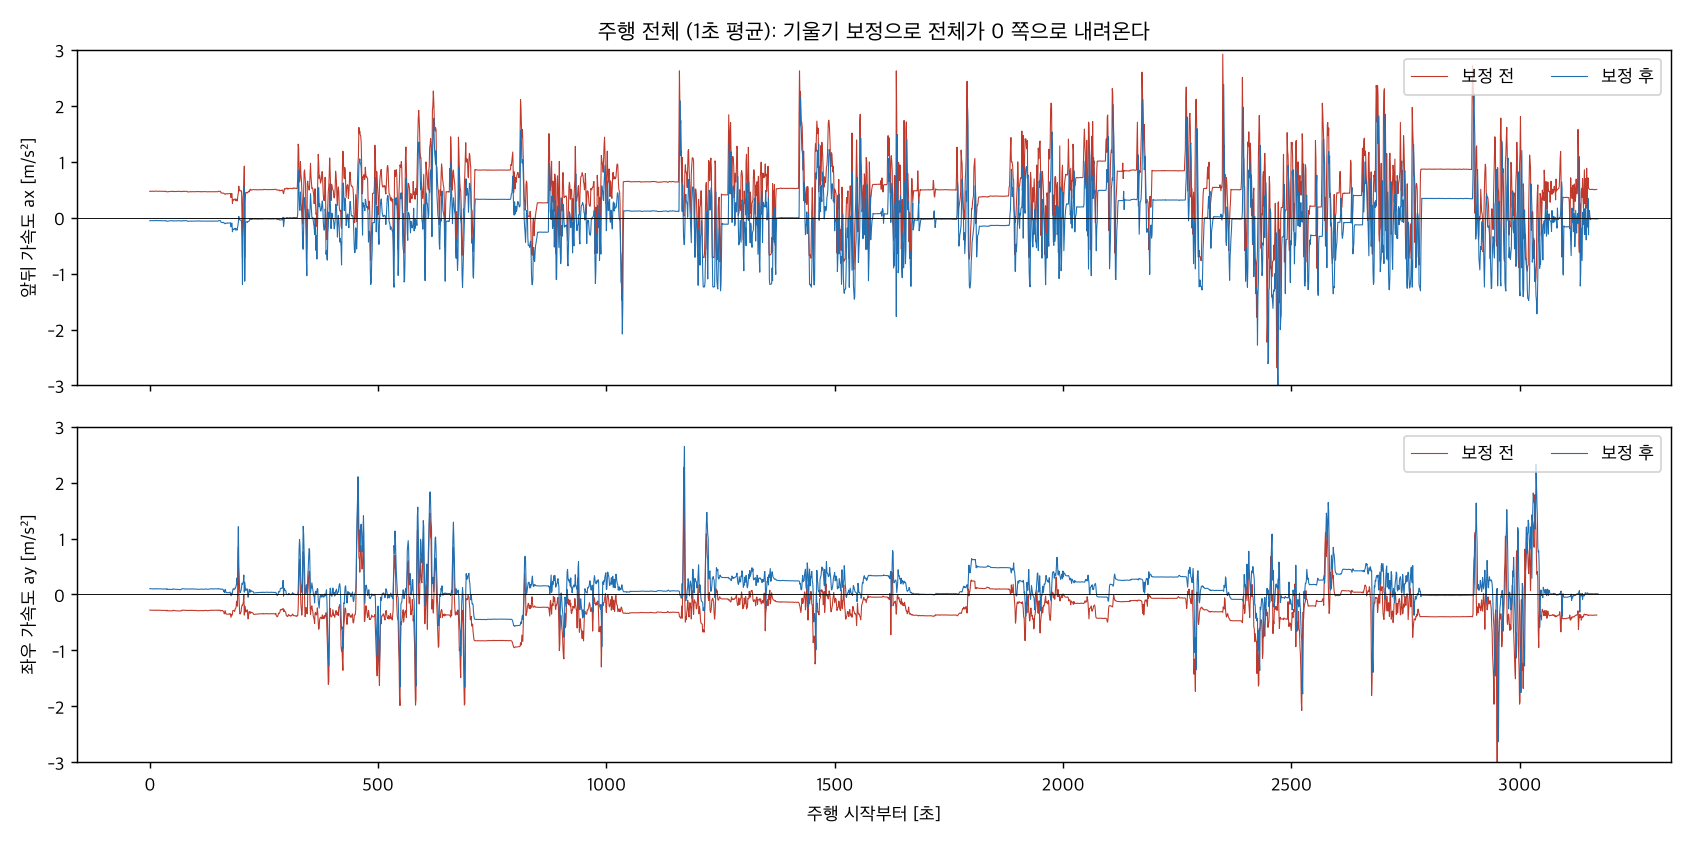 주행 전체 (1초 평균): 기울기 보정으로 전체가 0 쪽으로 내려온다
3
2
1
0
-1
-2
-3
앞뒤 가속도 ax [m/s²]
보정 전
보정 후
3
2
1
0
-1
-2
-3
좌우 가속도 ay [m/s²]
보정 전
보정 후
0
500
1000
1500
2000
2500
3000
주행 시작부터 [초]